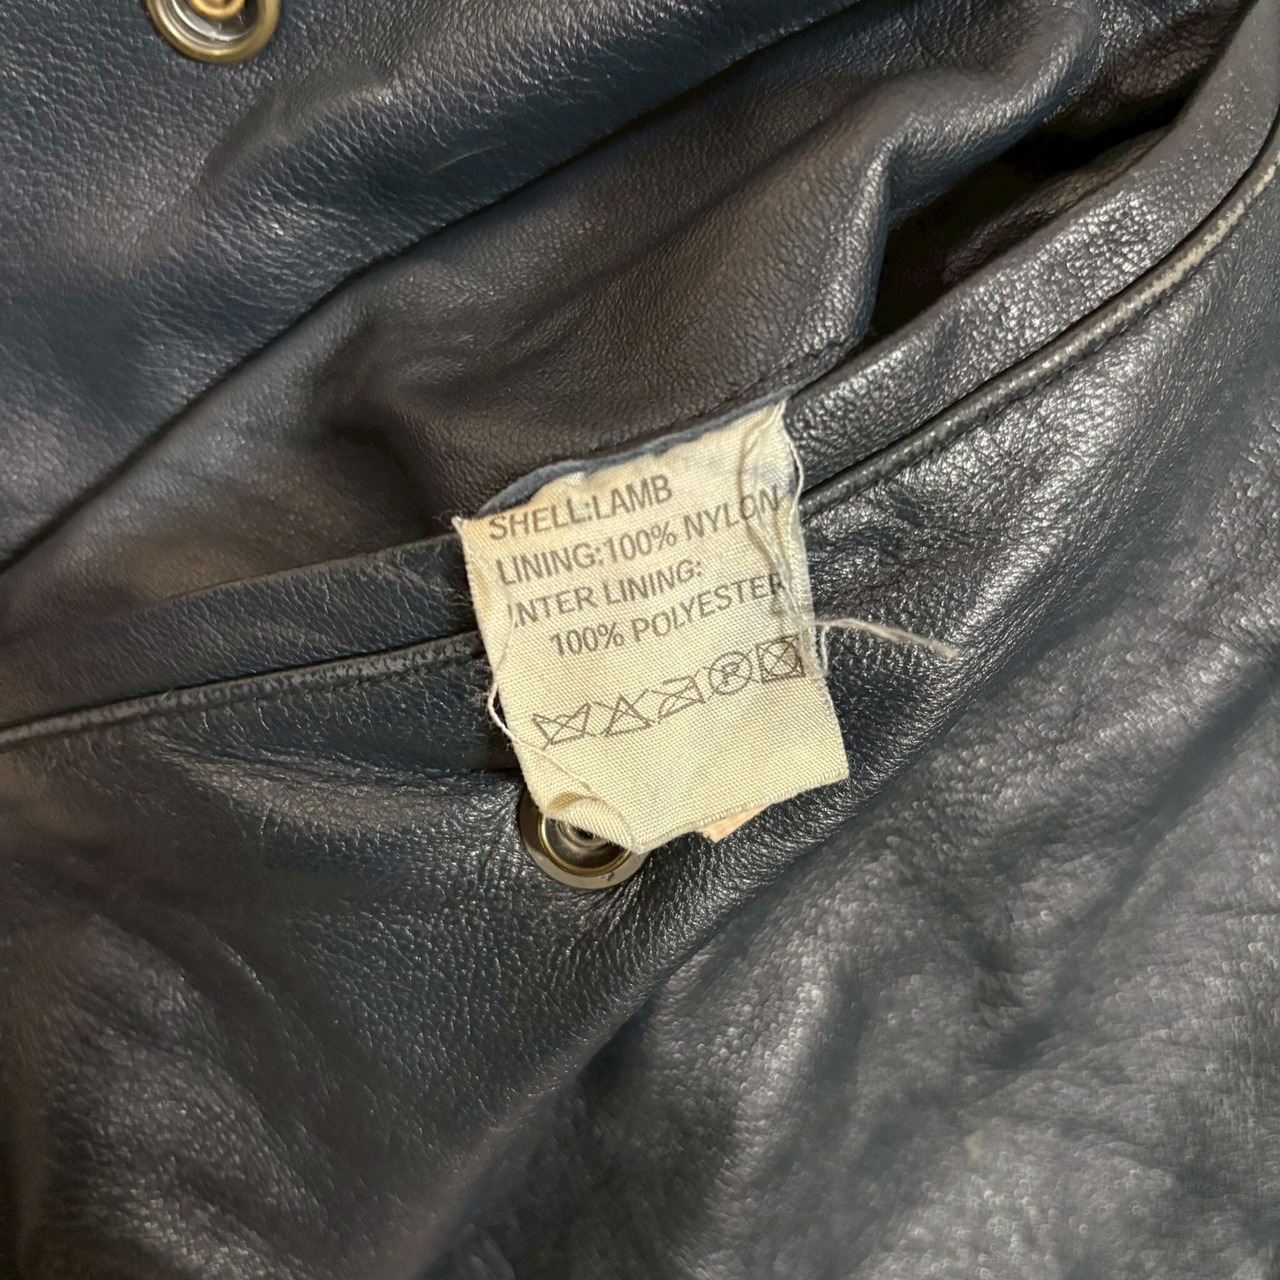 SHELL:LAMB
LINING:100% NYLON
INTER LINING:
100% POLYESTER
P